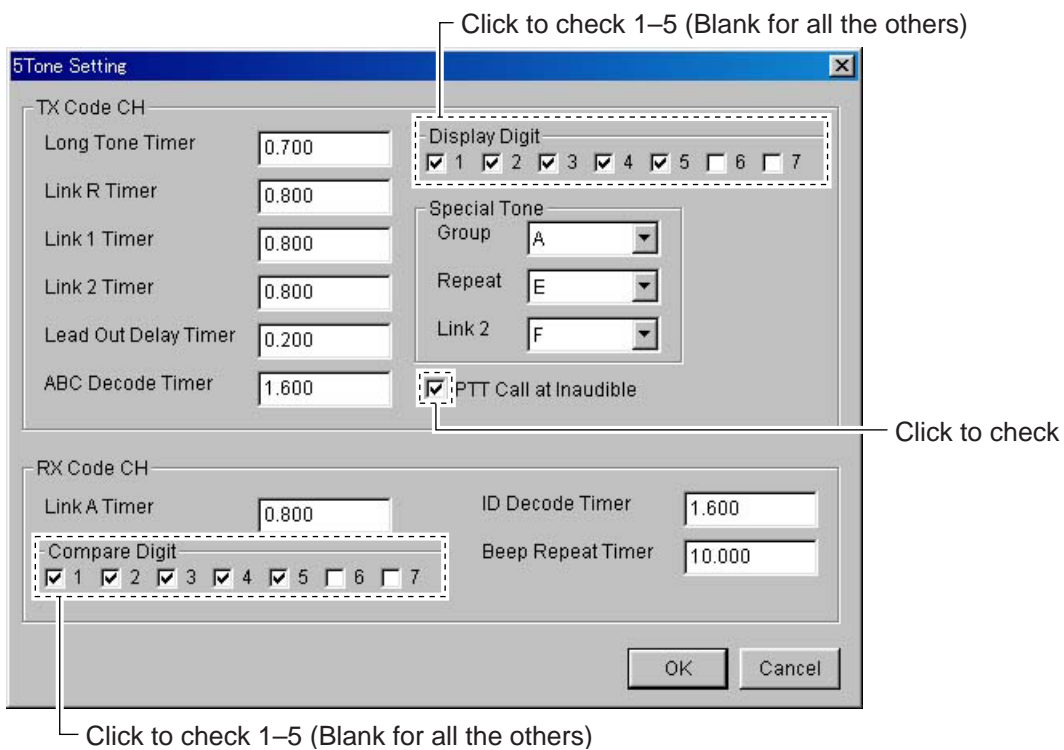 Click to check 1–5 (Blank for all the others)
5Tone Setting
TX Code CH
Long Tone Timer 0.700
Link R Timer 0.800
Link 1 Timer 0.800
Link 2 Timer 0.800
Lead Out Delay Timer 0.200
ABC Decode Timer 1.600
Display Digit
1 2 3 4 5 6 7
Special Tone
Group A
Repeat E
Link 2 F
PTT Call at Inaudible
Click to check
RX Code CH
Link A Timer 0.800
Compare Digit
1 2 3 4 5 6 7
ID Decode Timer 1.600
Beep Repeat Timer 10.000
OK Cancel
Click to check 1–5 (Blank for all the others)